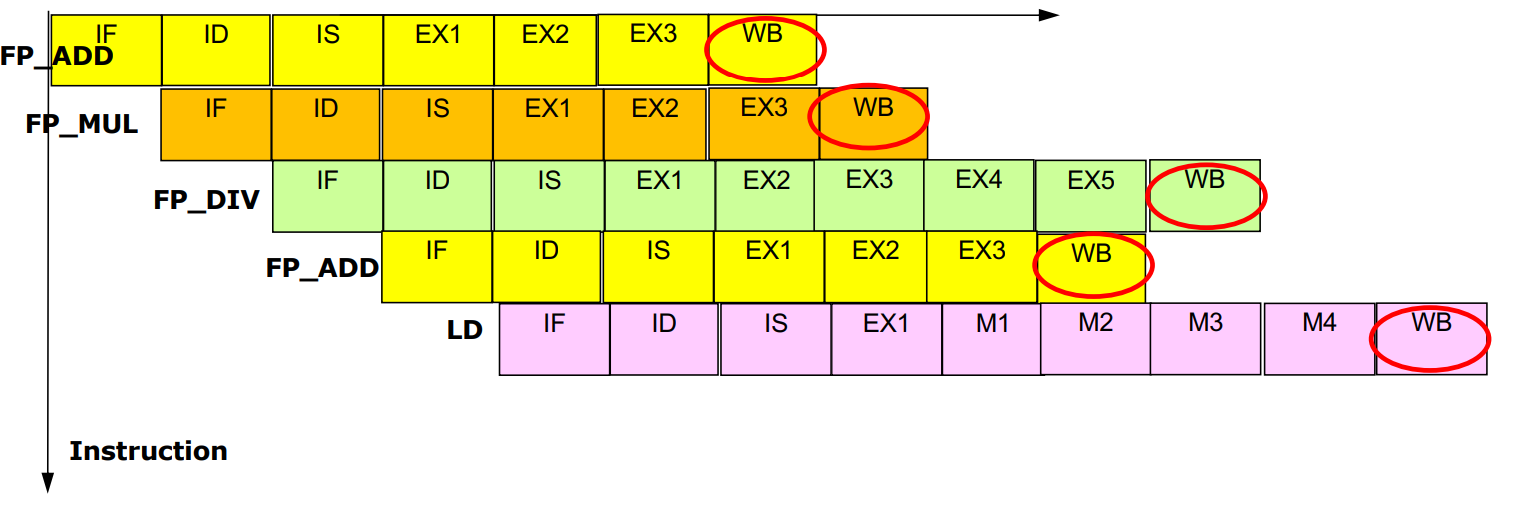 FP_ADD IF ID IS EX1 EX2 EX3 WB
FP_MUL IF ID IS EX1 EX2 EX3 WB
FP_DIV IF ID IS EX1 EX2 EX3 EX4 EX5 WB
FP_ADD IF ID IS EX1 EX2 EX3 WB
LD IF ID IS EX1 M1 M2 M3 M4 WB
Instruction